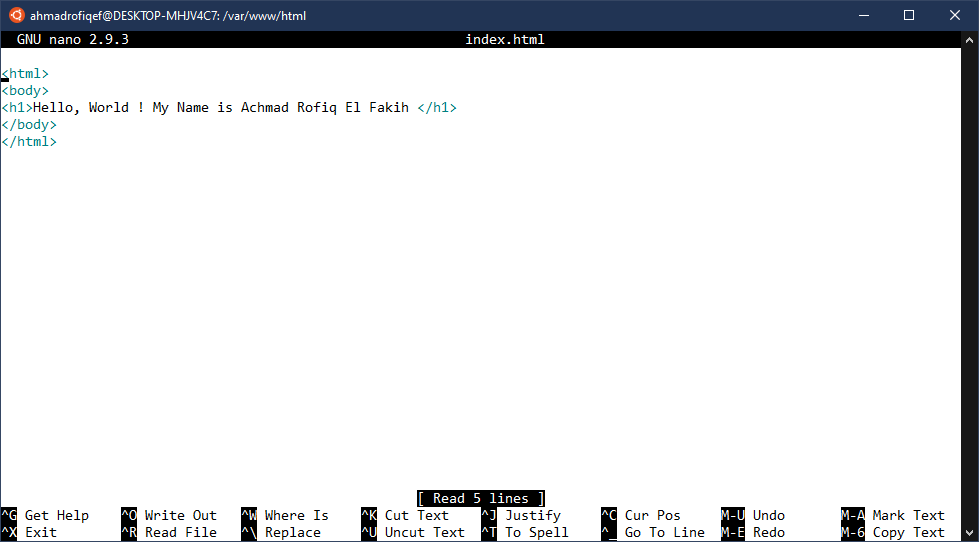 ahmadrofiqef@DESKTOP-MHJV4C7: /var/www/html
GNU nano 2.9.3 index.html
<html>
<body>
<h1>Hello, World ! My Name is Achmad Rofiq El Fakih </h1>
</body>
</html>
[ Read 5 lines ]
^G Get Help ^O Write Out ^W Where Is ^K Cut Text ^J Justify ^C Cur Pos M-U Undo M-A Mark Text
^X Exit ^R Read File ^\ Replace ^U Uncut Text ^T To Spell ^_ Go To Line M-E Redo M-6 Copy Text